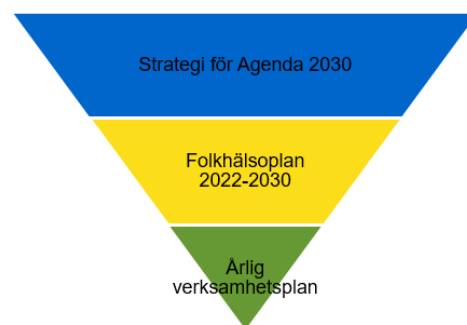 Strategi för Agenda 2030
Folkhälsoplan
2022-2030
Årlig
verksamhetsplan